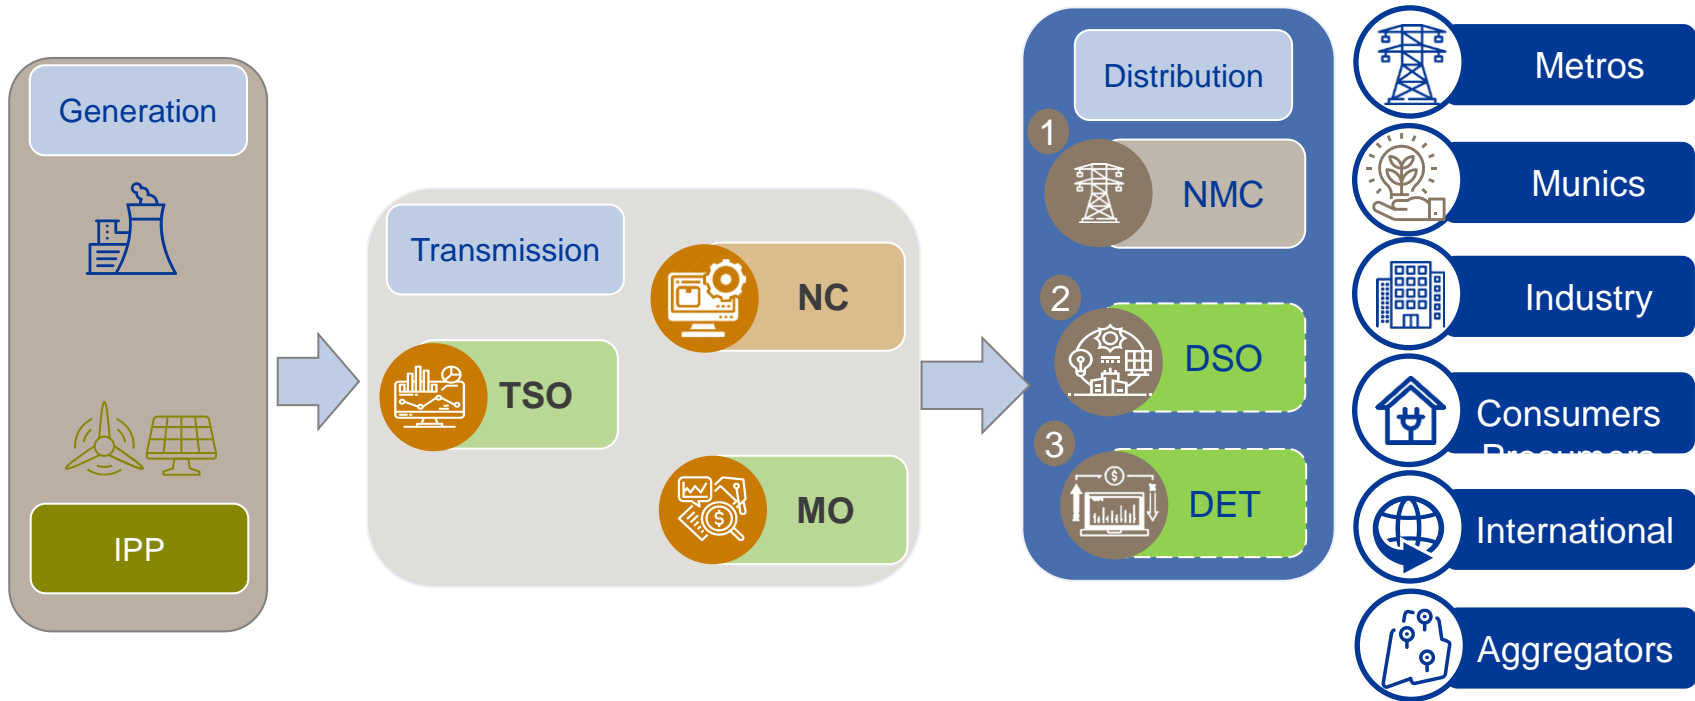 Generation
IPP
Transmission
NC
TSO
MO
Distribution
1
NMC
2
DSO
3
DET
Metros
Munics
Industry
Consumers
International
Aggregators